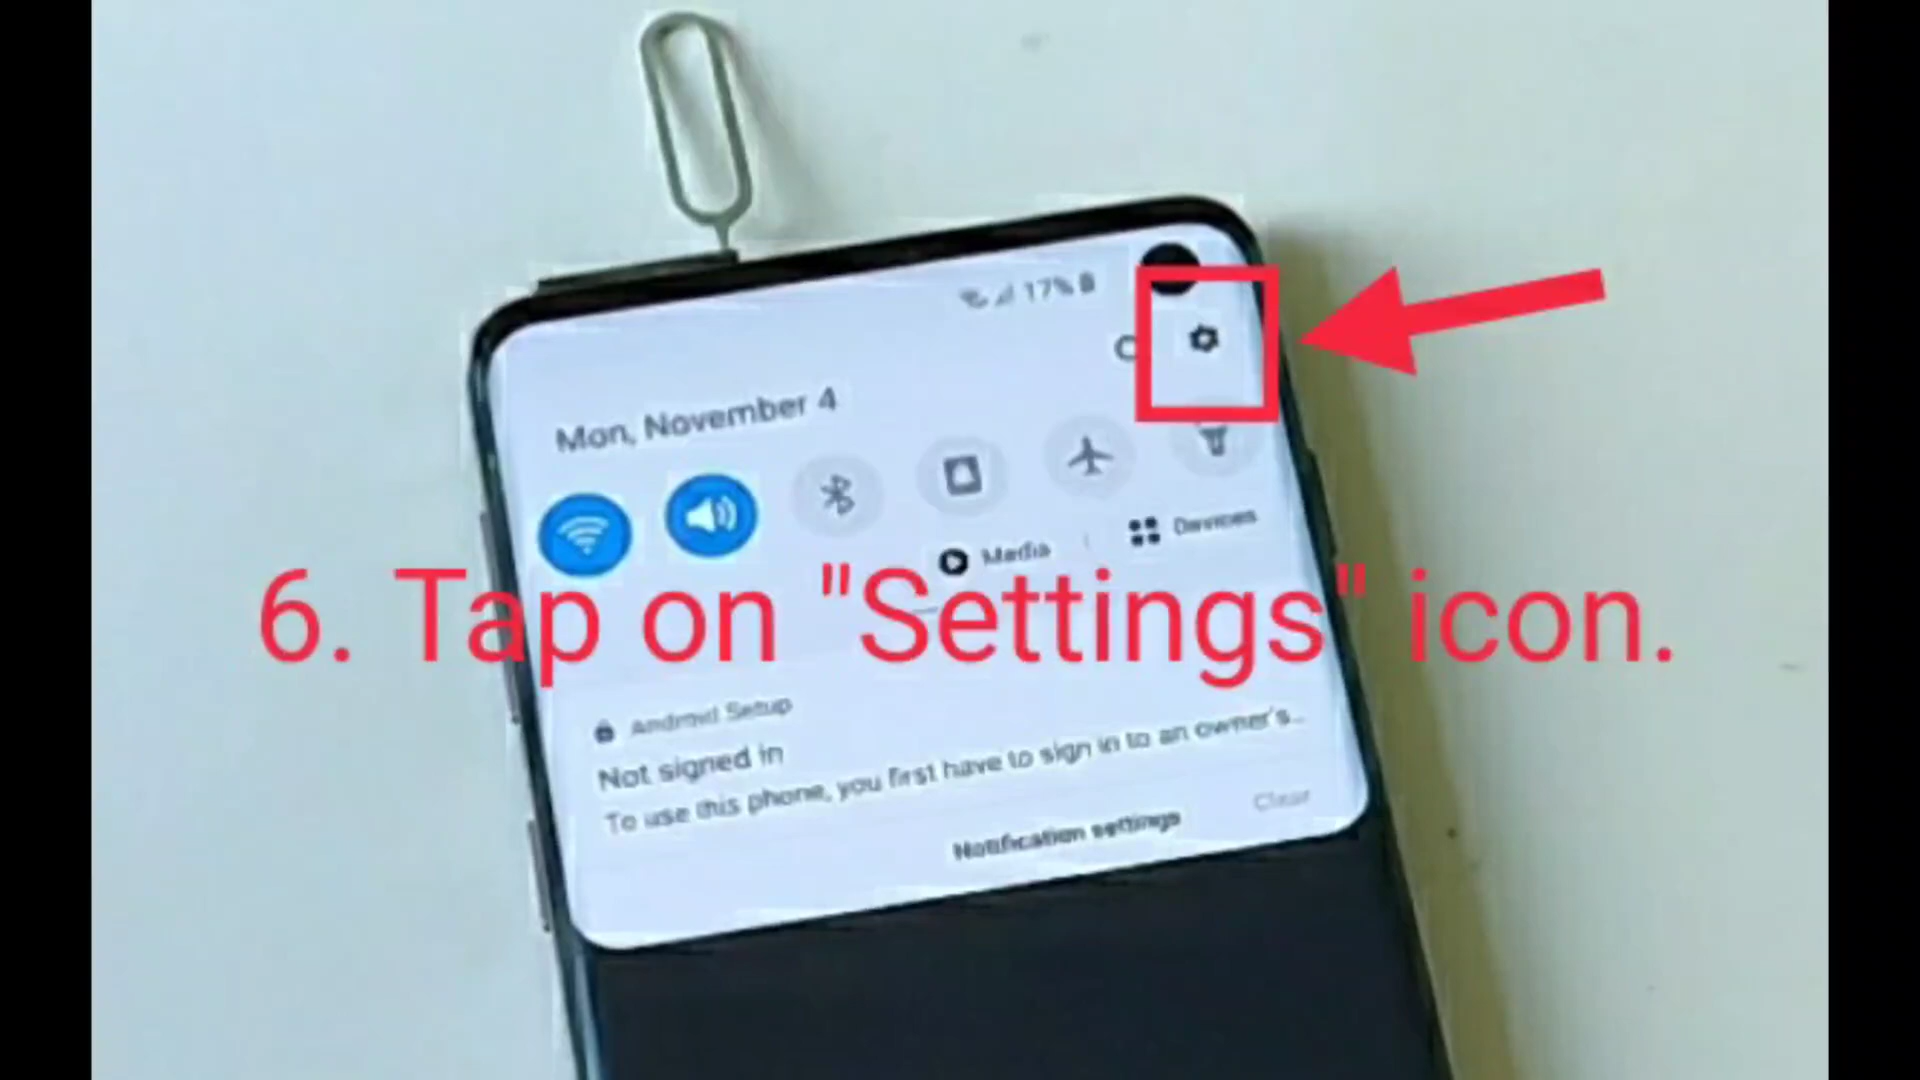 17%
Mon, November 4
Media
Devices
6. Tap on "Settings" icon.
Android Setup
Not signed in
To use this phone, you first have to sign in to an owner's...
Notification settings
Clear